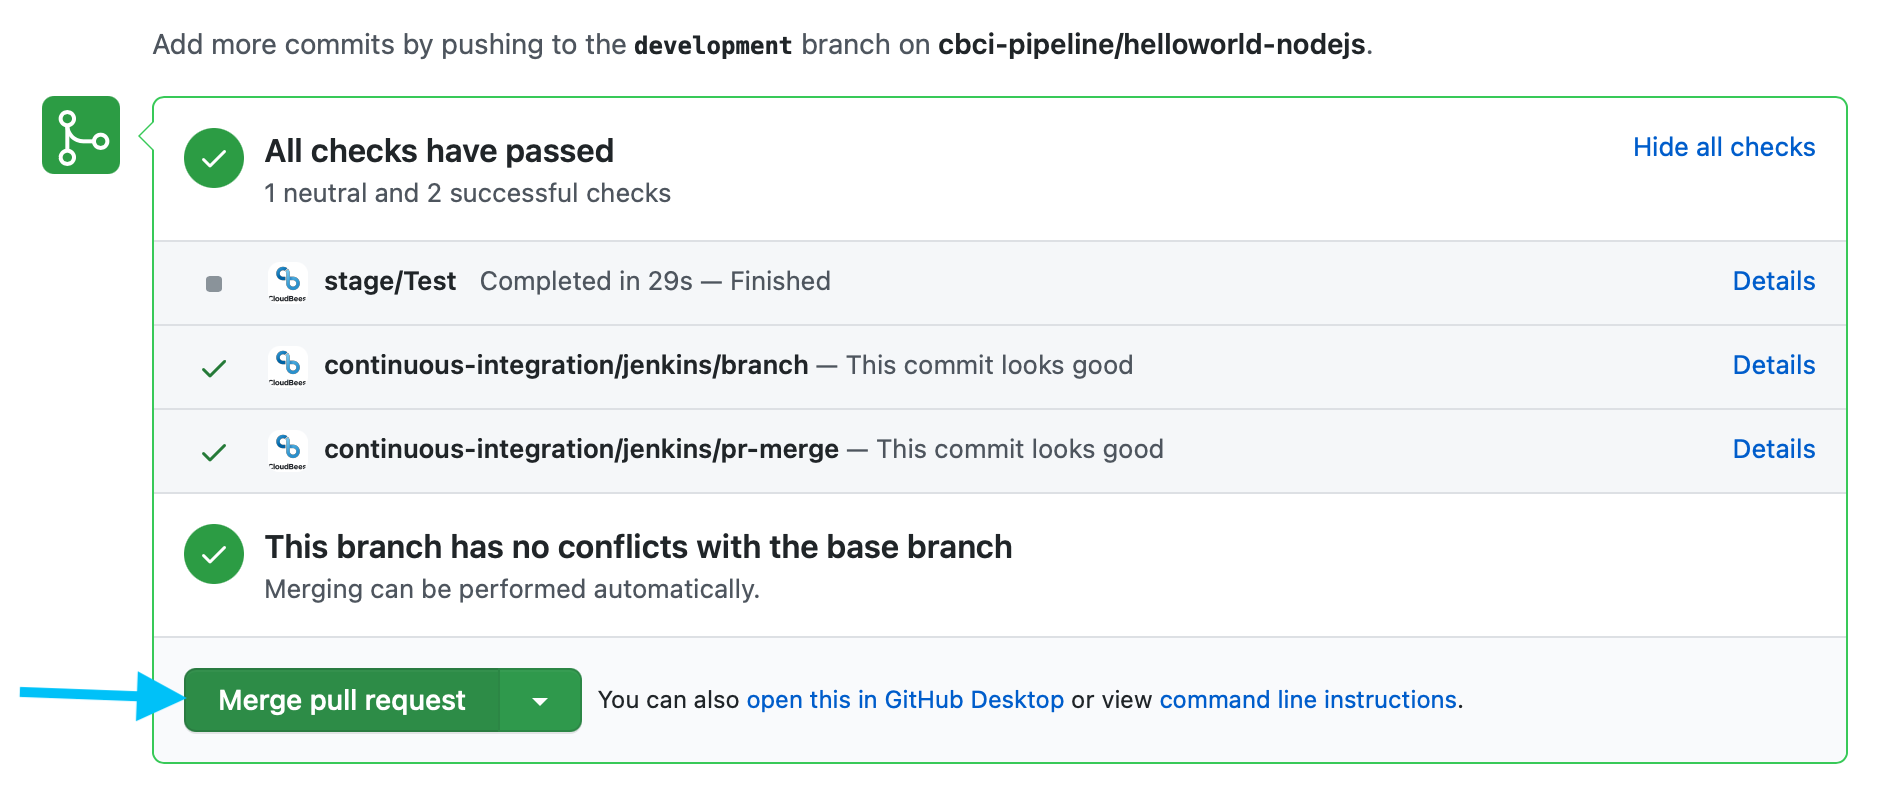 Add more commits by pushing to the development branch on cbci-pipeline/helloworld-nodejs.
All checks have passed
Hide all checks
1 neutral and 2 successful checks
CloudBees
stage/Test Completed in 29s — Finished
Details
CloudBees
continuous-integration/jenkins/branch — This commit looks good
Details
CloudBees
continuous-integration/jenkins/pr-merge — This commit looks good
Details
This branch has no conflicts with the base branch
Merging can be performed automatically.
Merge pull request
You can also open this in GitHub Desktop or view command line instructions.